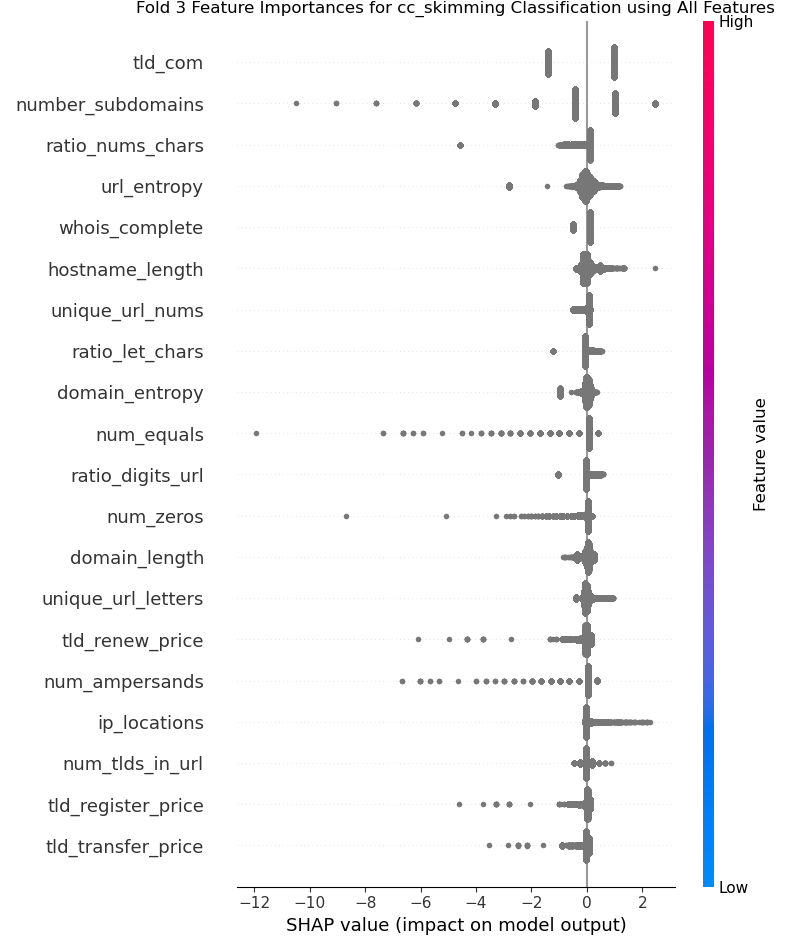 Fold 3 Feature Importances for cc_skimming Classification using All Features
High
tld_com
number_subdomains
ratio_nums_chars
url_entropy
whois_complete
hostname_length
unique_url_nums
ratio_let_chars
domain_entropy
num_equals
ratio_digits_url
num_zeros
domain_length
unique_url_letters
tld_renew_price
num_ampersands
ip_locations
num_tlds_in_url
tld_register_price
tld_transfer_price
Feature value
Low
−12 −10 −8 −6 −4 −2 0 2
SHAP value (impact on model output)